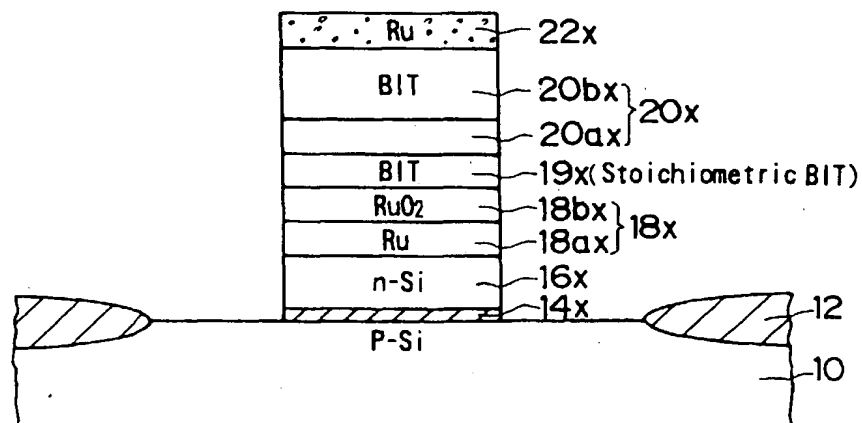 Ru 22x
BIT 20bx
20x
20ax
BIT 19x(Stoichiometric BIT)
RuO2 18bx
18x
Ru 18ax
n-Si 16x
14x
12
P-Si
10